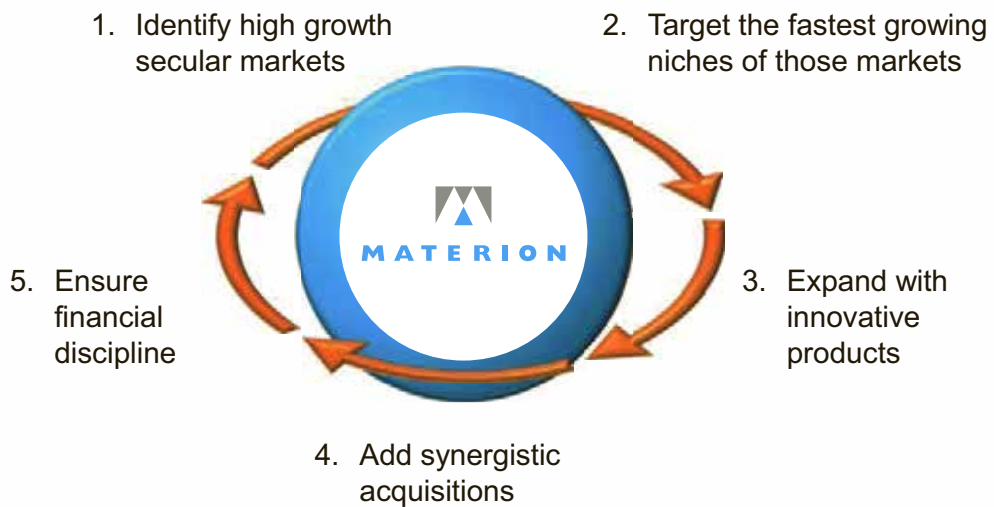 1. Identify high growth
secular markets
2. Target the fastest growing
niches of those markets
MATERION
5. Ensure
financial
discipline
3. Expand with
innovative
products
4. Add synergistic
acquisitions